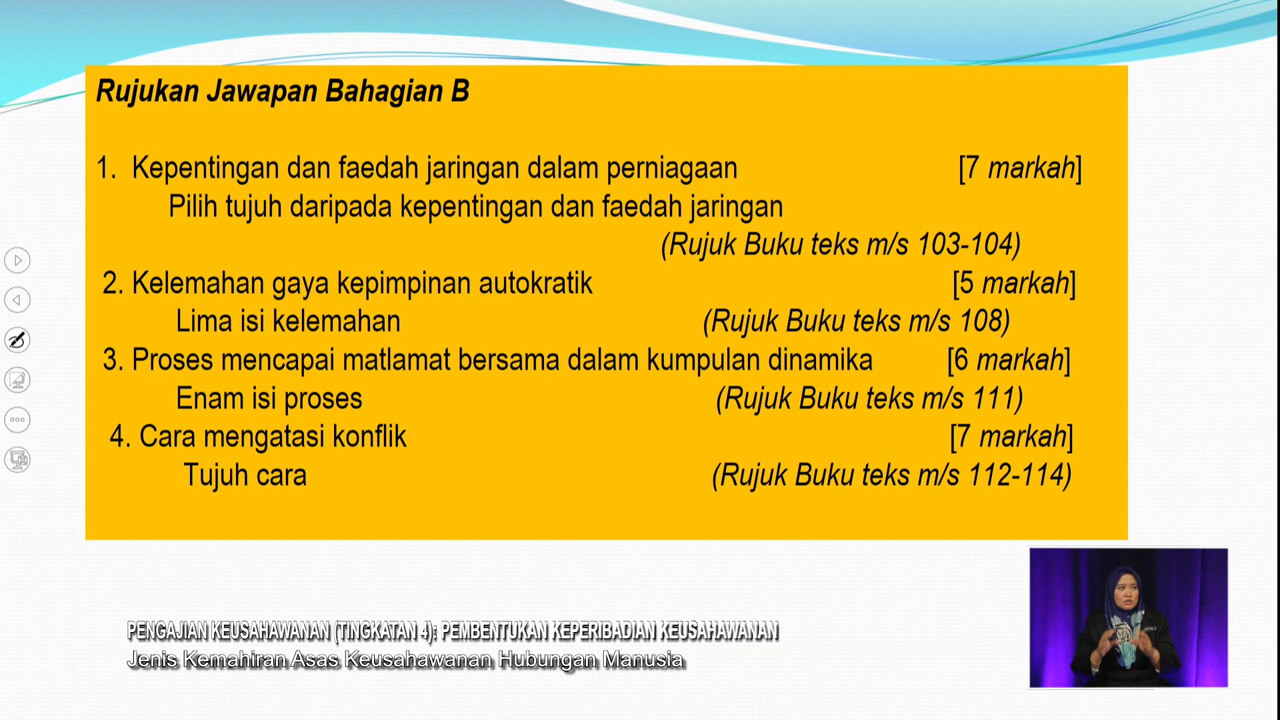 Rujukan Jawapan Bahagian B
1. Kepentingan dan faedah jaringan dalam perniagaan [7 markah]
Pilih tujuh daripada kepentingan dan faedah jaringan
(Rujuk Buku teks m/s 103-104)
2. Kelemahan gaya kepimpinan autokratik [5 markah]
Lima isi kelemahan (Rujuk Buku teks m/s 108)
3. Proses mencapai matlamat bersama dalam kumpulan dinamika [6 markah]
Enam isi proses (Rujuk Buku teks m/s 111)
4. Cara mengatasi konflik [7 markah]
Tujuh cara (Rujuk Buku teks m/s 112-114)
PENGAJIAN KEUSAHAWANAN (TINGKATAN 4): PEMBENTUKAN KEPERIBADIAN KEUSAHAWANAN
Jenis Kemahiran Asas Keusahawanan Hubungan Manusia